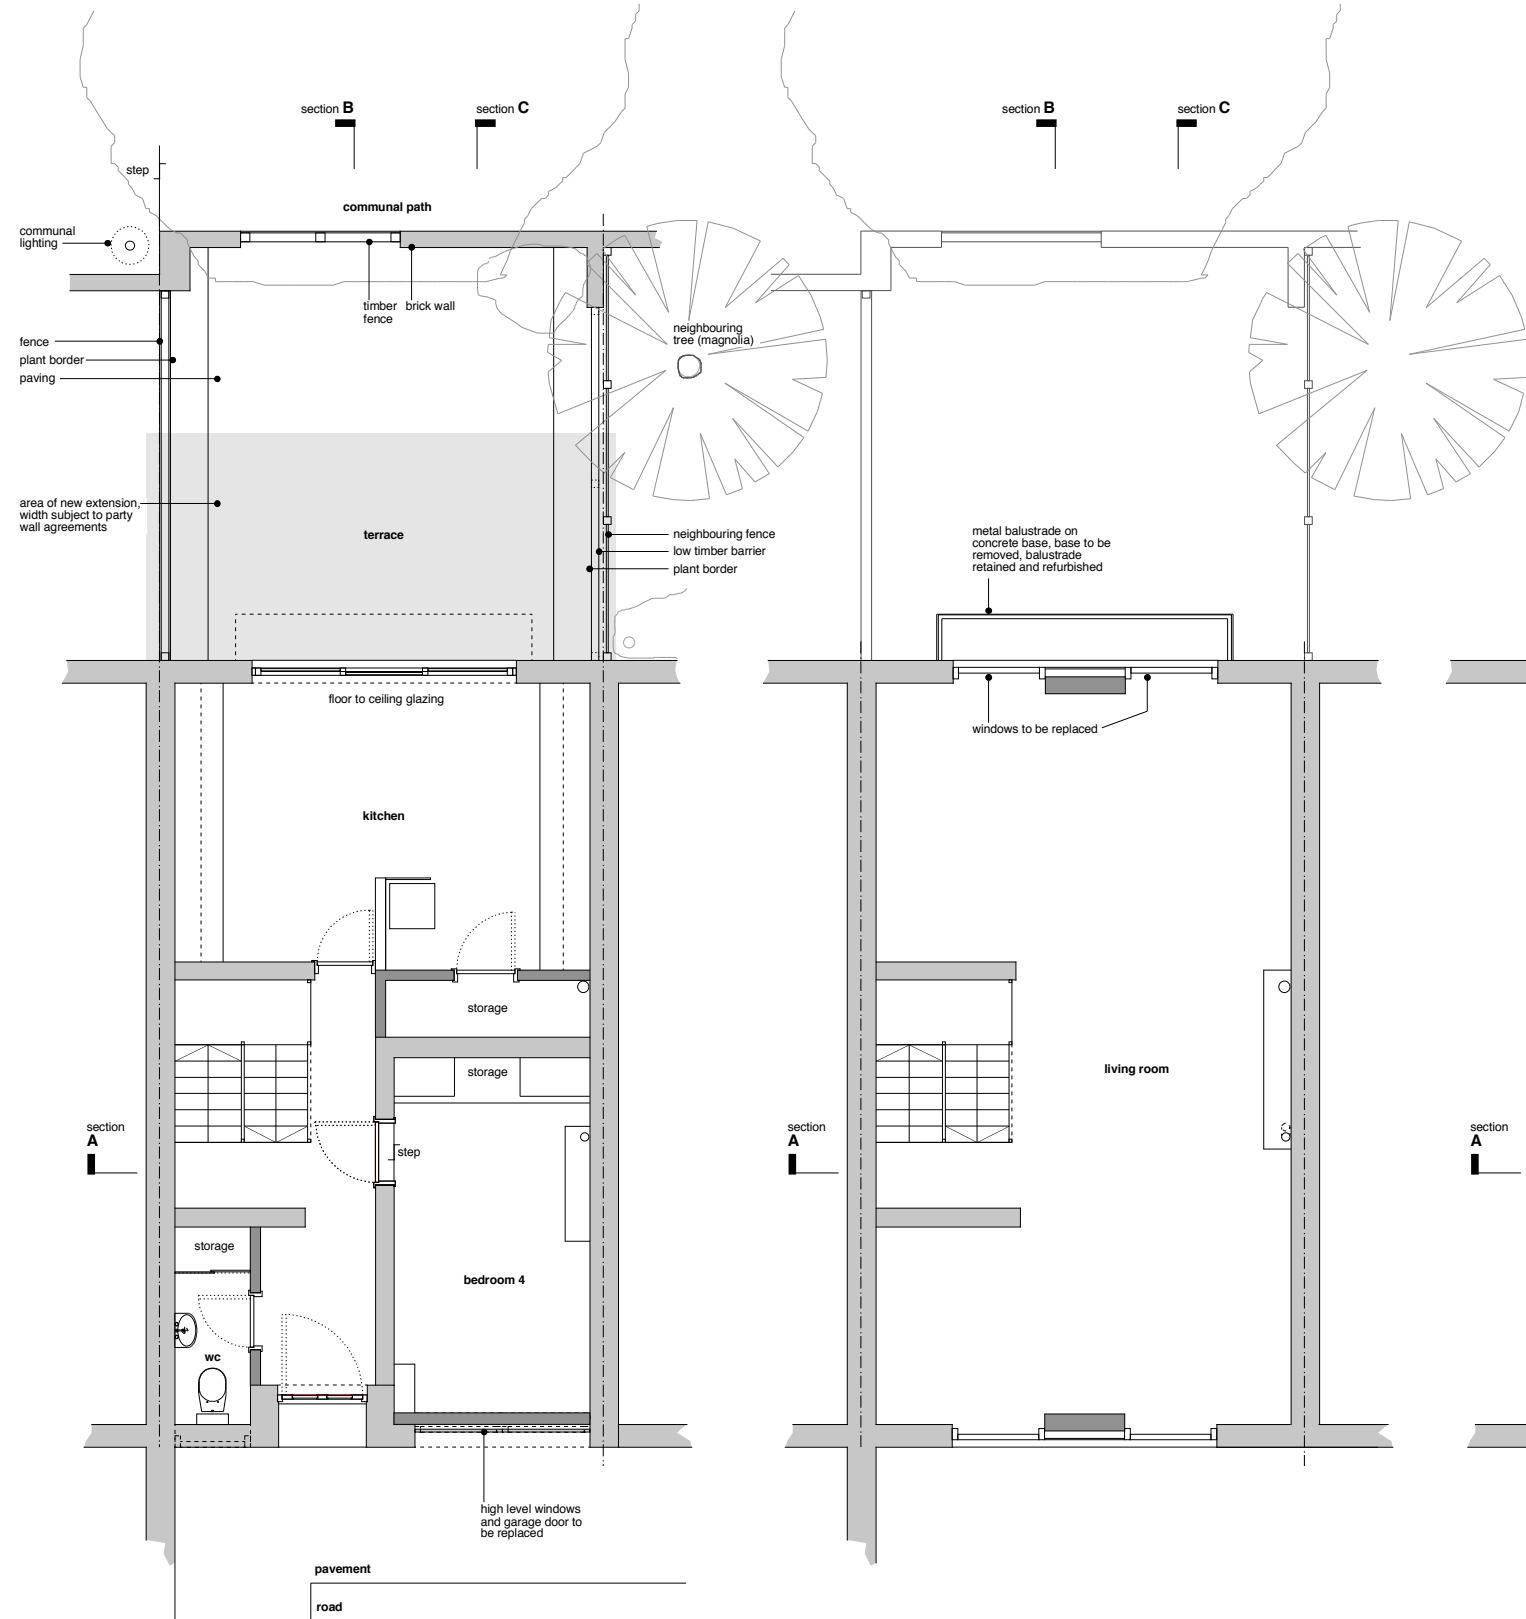 section B
section C
section B
section C
step
communal path
communal
lighting
timber
fence
brick wall
neighbouring
tree (magnolia)
fence
plant border
paving
area of new extension,
width subject to party
wall agreements
terrace
neighbouring fence
low timber barrier
plant border
metal balustrade on
concrete base, base to be
removed, balustrade
retained and refurbished
floor to ceiling glazing
windows to be replaced
kitchen
storage
storage
living room
section
A
step
section
A
section
A
storage
bedroom 4
wc
high level windows
and garage door to
be replaced
pavement
road